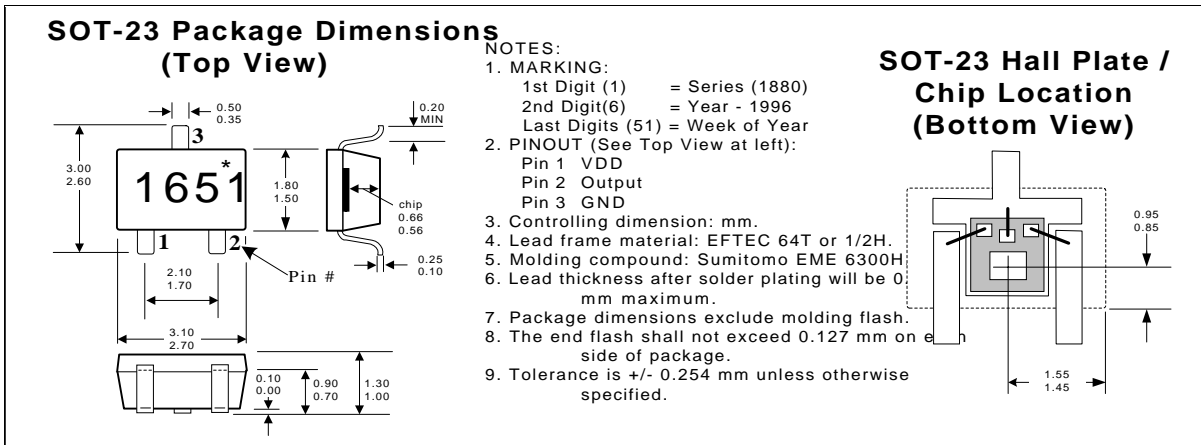 SOT-23 Package Dimensions
(Top View)
0.50
0.35
3
3.00
2.60
1651
*
1.80
1.50
1
2
Pin #
2.10
1.70
3.10
2.70
0.20
MIN
chip
0.66
0.56
0.25
0.10
0.10
0.00
0.90
0.70
1.30
1.00
NOTES:
1. MARKING:
1st Digit (1) = Series (1880)
2nd Digit(6) = Year - 1996
Last Digits (51) = Week of Year
2. PINOUT (See Top View at left):
Pin 1 VDD
Pin 2 Output
Pin 3 GND
3. Controlling dimension: mm.
4. Lead frame material: EFTEC 64T or 1/2H.
5. Molding compound: Sumitomo EME 6300H
6. Lead thickness after solder plating will be 0.
mm maximum.
7. Package dimensions exclude molding flash.
8. The end flash shall not exceed 0.127 mm on
side of package.
9. Tolerance is +/- 0.254 mm unless otherwise
specified.
SOT-23 Hall Plate /
Chip Location
(Bottom View)
0.95
0.85
1.55
1.45